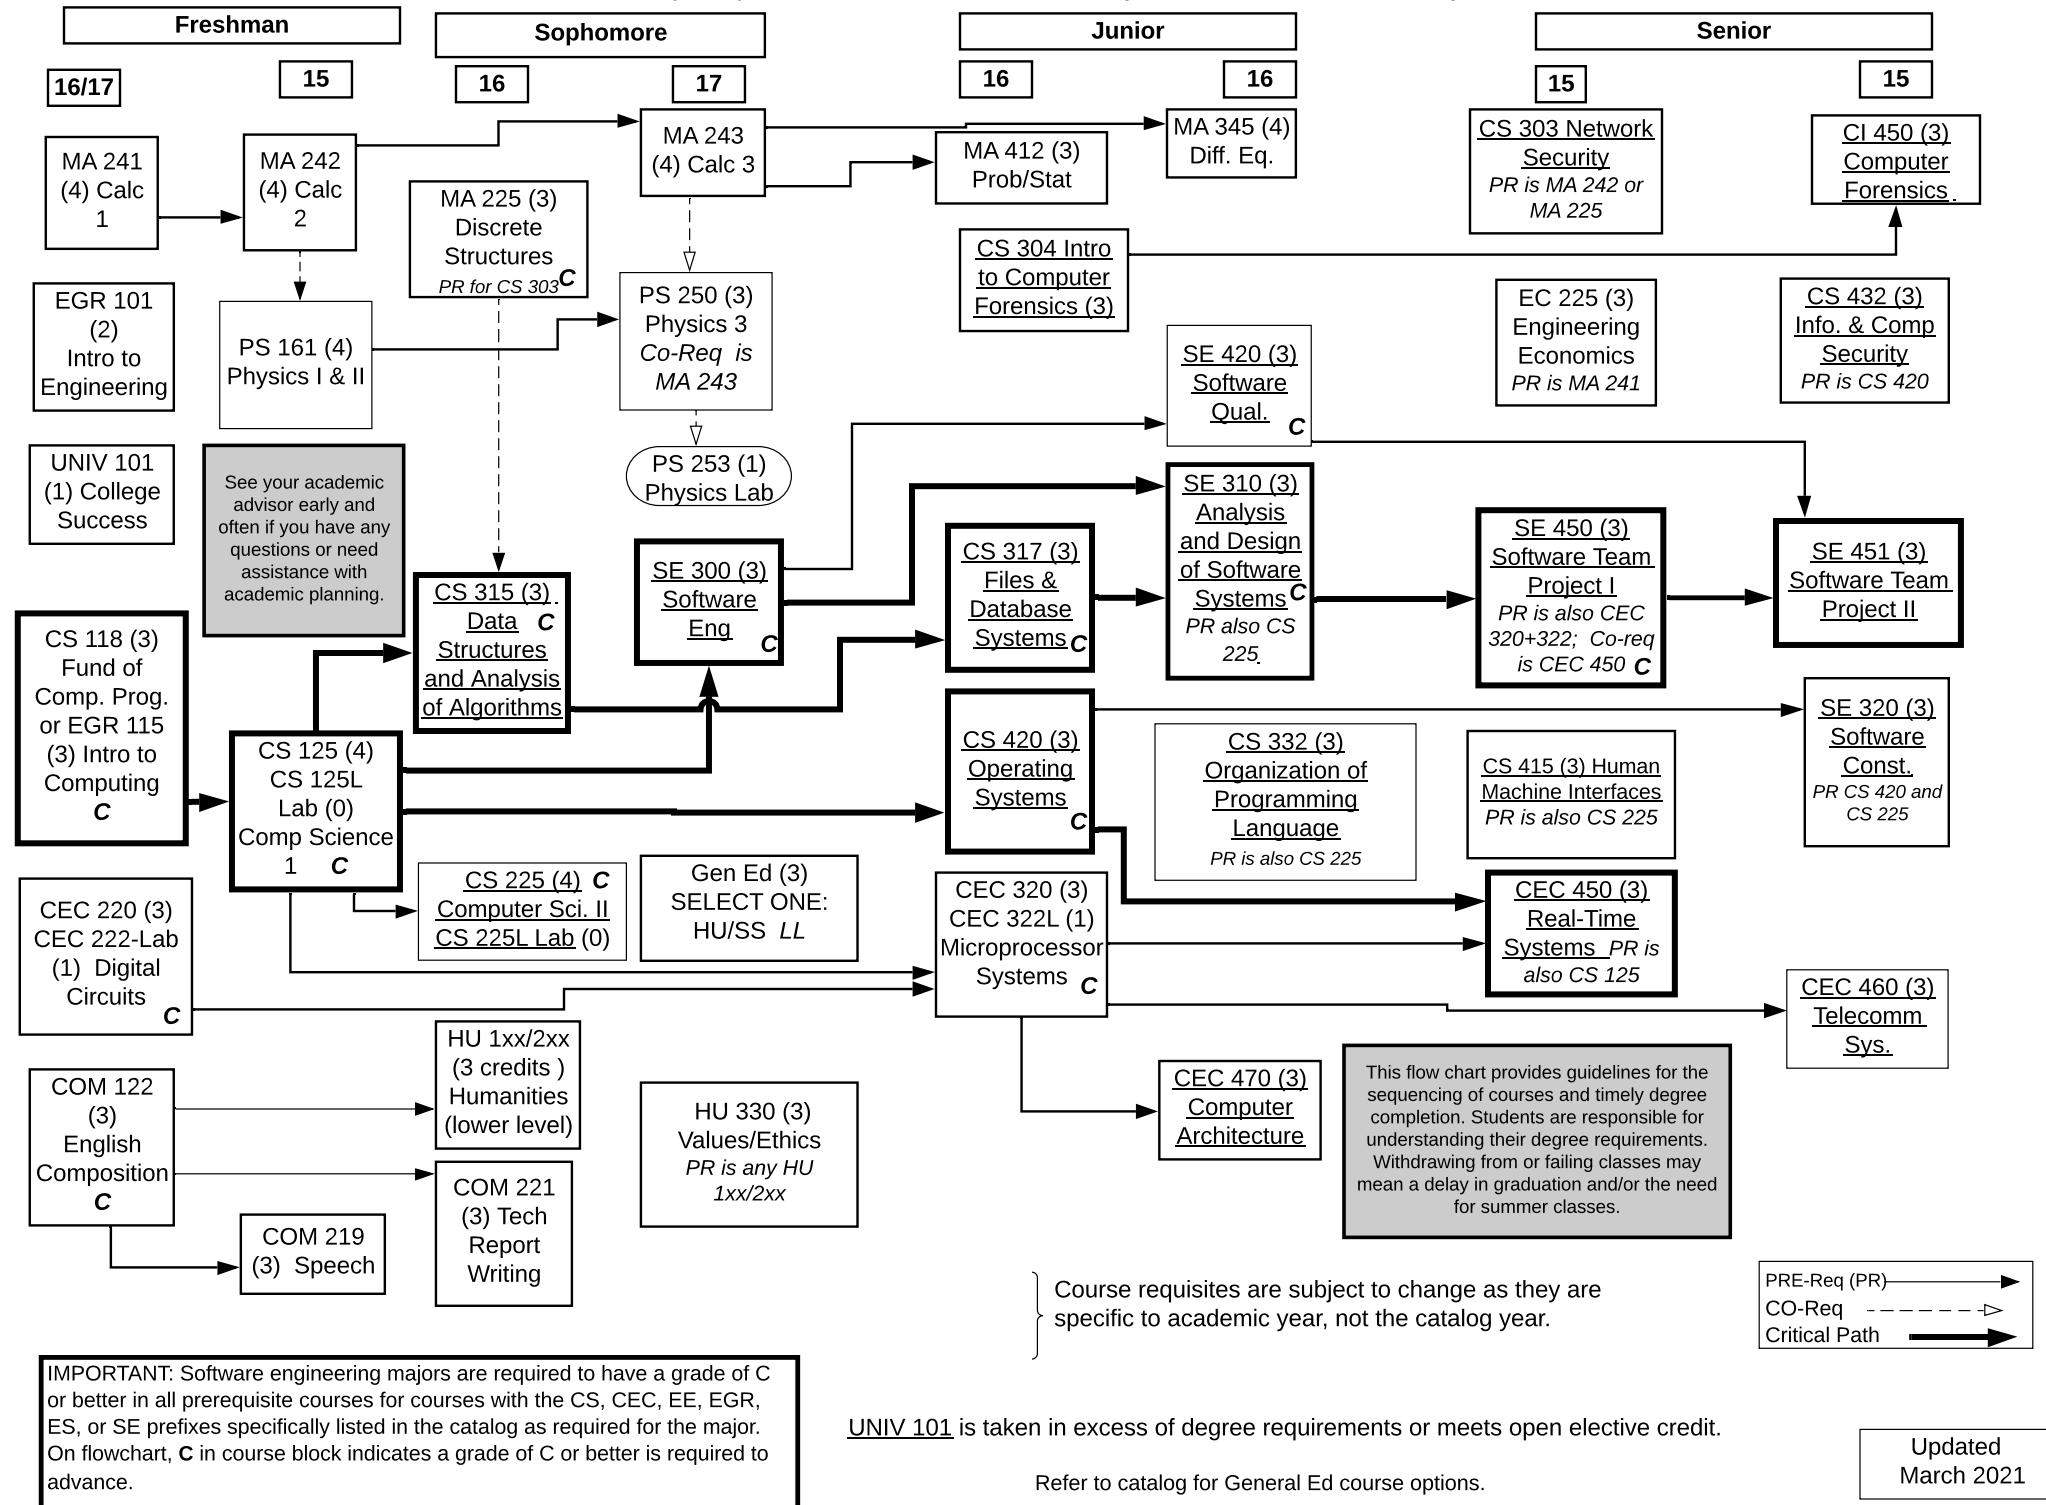 Freshman
Sophomore
Junior
Senior
16/17
15
16
17
16
16
15
15
MA 241
(4) Calc
1
MA 242
(4) Calc
2
MA 225 (3)
Discrete
Structures
PR for CS 303 C
MA 243
(4) Calc 3
MA 412 (3)
Prob/Stat
MA 345 (4)
Diff. Eq.
CS 303 Network
Security
PR is MA 242 or
MA 225
CI 450 (3)
Computer
Forensics .
EGR 101
(2)
Intro to
Engineering
PS 161 (4)
Physics I & II
PS 250 (3)
Physics 3
Co-Req is
MA 243
CS 304 Intro
to Computer
Forensics (3)
SE 420 (3)
Software
Qual.
C
EC 225 (3)
Engineering
Economics
PR is MA 241
CS 432 (3)
Info. & Comp
Security
PR is CS 420
UNIV 101
(1) College
Success
See your academic
advisor early and
often if you have any
questions or need
assistance with
academic planning.
PS 253 (1)
Physics Lab
CS 118 (3)
Fund of
Comp. Prog.
or EGR 115
(3) Intro to
Computing
C
CS 315 (3) .
Data C
Structures
and Analysis
of Algorithms
SE 300 (3)
Software
Eng
C
CS 317 (3)
Files &
Database
Systems C
SE 310 (3)
Analysis
and Design
of Software
Systems C
PR also CS
225.
SE 450 (3)
Software Team
Project I
PR is also CEC
320+322; Co-req
is CEC 450 C
SE 451 (3)
Software Team
Project II
CS 125 (4)
CS 125L
Lab (0)
Comp Science
1 C
CS 420 (3)
Operating
Systems
C
CS 332 (3)
Organization of
Programming
Language
PR is also CS 225
CS 415 (3) Human
Machine Interfaces
PR is also CS 225
SE 320 (3)
Software
Const.
PR CS 420 and
CS 225
CEC 220 (3)
CEC 222-Lab
(1) Digital
Circuits
C
CS 225 (4) C
Computer Sci. II
CS 225L Lab (0)
Gen Ed (3)
SELECT ONE:
HU/SS LL
CEC 320 (3)
CEC 322L (1)
Microprocessor
Systems
C
CEC 450 (3)
Real-Time
Systems PR is
also CS 125
CEC 460 (3)
Telecomm
Sys.
COM 122
(3)
English
Composition
C
HU 1xx/2xx
(3 credits )
Humanities
(lower level)
HU 330 (3)
Values/Ethics
PR is any HU
1xx/2xx
CEC 470 (3)
Computer
Architecture
This flow chart provides guidelines for the
sequencing of courses and timely degree
completion. Students are responsible for
understanding their degree requirements.
Withdrawing from or failing classes may
mean a delay in graduation and/or the need
for summer classes.
COM 219
(3) Speech
COM 221
(3) Tech
Report
Writing
Course requisites are subject to change as they are
specific to academic year, not the catalog year.
PRE-Req (PR)
CO-Req
Critical Path
IMPORTANT: Software engineering majors are required to have a grade of C
or better in all prerequisite courses for courses with the CS, CEC, EE, EGR,
ES, or SE prefixes specifically listed in the catalog as required for the major.
On flowchart, C in course block indicates a grade of C or better is required to
advance.
UNIV 101 is taken in excess of degree requirements or meets open elective credit.
Refer to catalog for General Ed course options.
Updated
March 2021